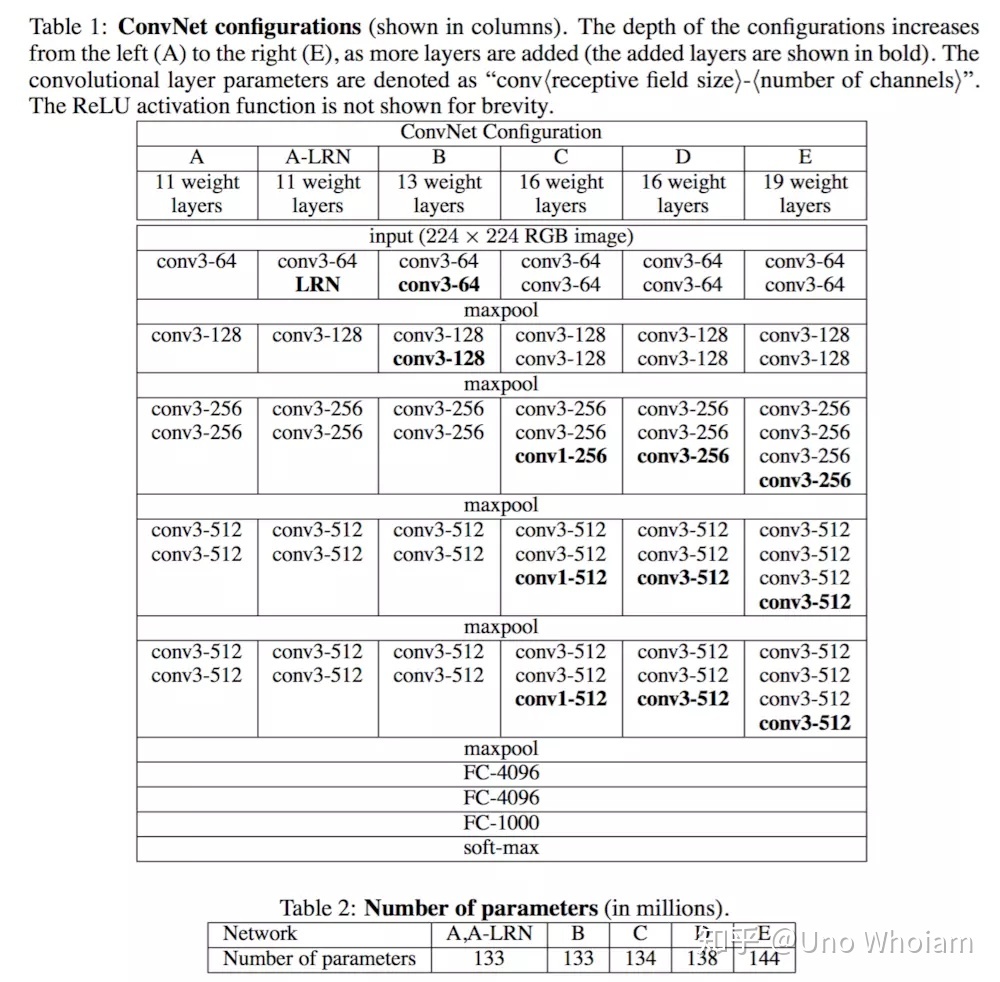 Table 1: ConvNet configurations (shown in columns). The depth of the configurations increases
from the left (A) to the right (E), as more layers are added (the added layers are shown in bold). The
convolutional layer parameters are denoted as “conv⟨receptive field size⟩-⟨number of channels⟩”.
The ReLU activation function is not shown for brevity.
ConvNet Configuration
A A-LRN B C D E
11 weight 11 weight 13 weight 16 weight 16 weight 19 weight
layers layers layers layers layers layers
input (224 × 224 RGB image)
conv3-64 conv3-64 conv3-64 conv3-64 conv3-64 conv3-64
LRN conv3-64 conv3-64 conv3-64 conv3-64
maxpool
conv3-128 conv3-128 conv3-128 conv3-128 conv3-128 conv3-128
conv3-128 conv3-128 conv3-128 conv3-128
maxpool
conv3-256 conv3-256 conv3-256 conv3-256 conv3-256 conv3-256
conv3-256 conv3-256 conv3-256 conv3-256 conv3-256 conv3-256
conv1-256 conv3-256 conv3-256
conv3-256
maxpool
conv3-512 conv3-512 conv3-512 conv3-512 conv3-512 conv3-512
conv3-512 conv3-512 conv3-512 conv3-512 conv3-512 conv3-512
conv1-512 conv3-512 conv3-512
conv3-512
maxpool
conv3-512 conv3-512 conv3-512 conv3-512 conv3-512 conv3-512
conv3-512 conv3-512 conv3-512 conv3-512 conv3-512 conv3-512
conv1-512 conv3-512 conv3-512
conv3-512
maxpool
FC-4096
FC-4096
FC-1000
soft-max
Table 2: Number of parameters (in millions).
Network A,A-LRN B C D E
Number of parameters 133 133 134 138 144
知乎 @Uno Whoiam